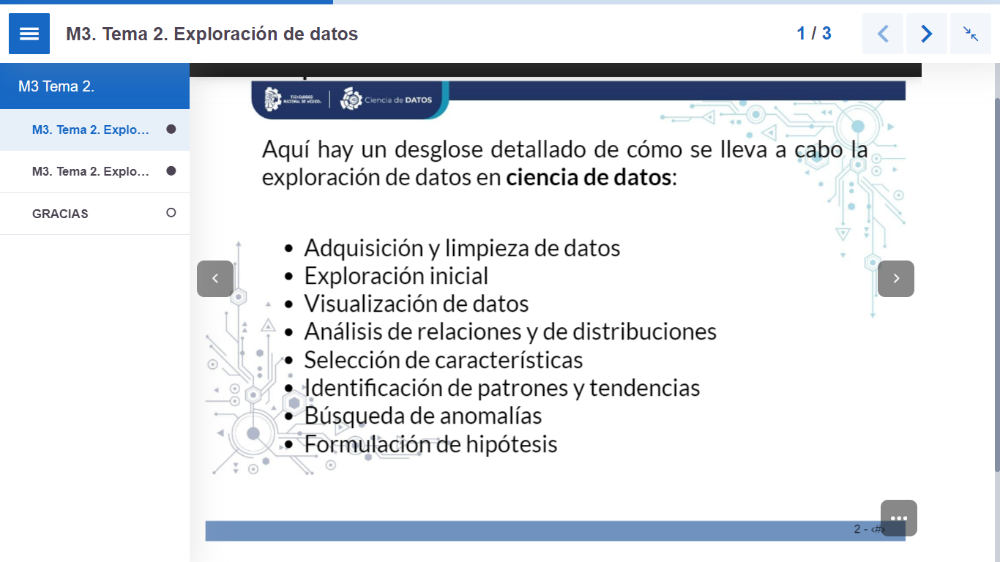 M3. Tema 2. Exploración de datos
1 / 3
M3 Tema 2.
M3. Tema 2. Explo...
M3. Tema 2. Explo...
GRACIAS
TECNOLÓGICO
NACIONAL DE MÉXICO
Ciencia de DATOS
Aquí hay un desglose detallado de cómo se lleva a cabo la
exploración de datos en ciencia de datos:
• Adquisición y limpieza de datos
• Exploración inicial
• Visualización de datos
• Análisis de relaciones y de distribuciones
• Selección de características
• Identificación de patrones y tendencias
• Búsqueda de anomalías
• Formulación de hipótesis
2 - ‹#›